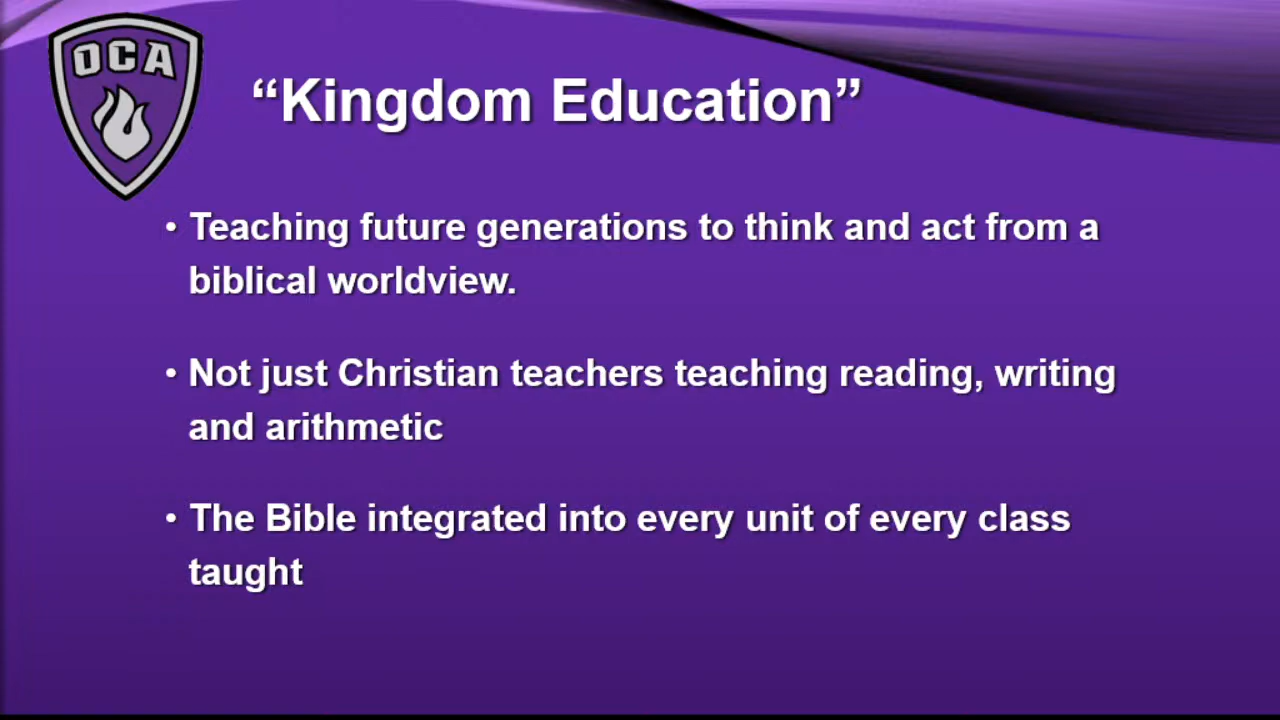 OCA
“Kingdom Education”
• Teaching future generations to think and act from a
biblical worldview.
• Not just Christian teachers teaching reading, writing
and arithmetic
• The Bible integrated into every unit of every class
taught